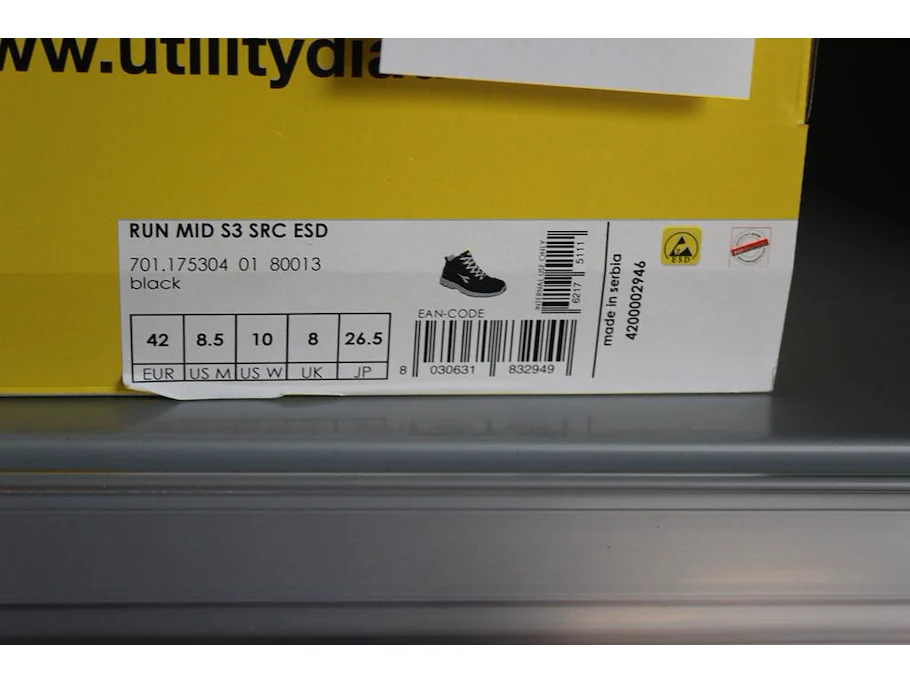 www.utilitydia
RUN MID S3 SRC ESD
701.175304 01 80013
black
42 8.5 10 8 26.5
EUR US M US W UK JP
EAN-CODE
8 030631 832949
INTERNAL USE ONLY
6217 5111
made in serbia
4200002946
ESD